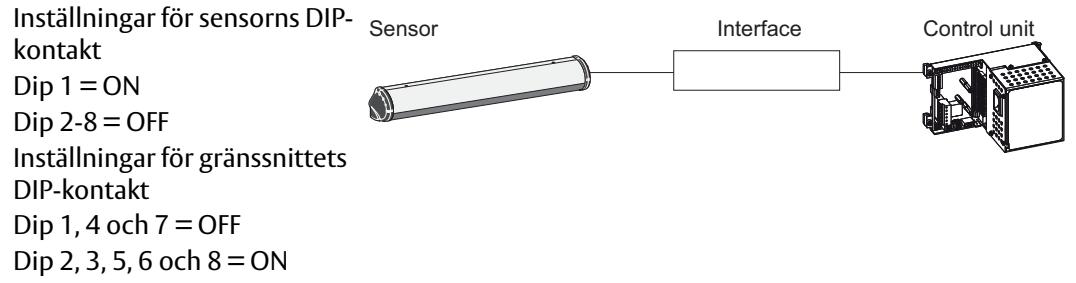 Inställningar för sensorns DIP-
kontakt
Dip 1 = ON
Dip 2-8 = OFF
Inställningar för gränssnittets
DIP-kontakt
Dip 1, 4 och 7 = OFF
Dip 2, 3, 5, 6 och 8 = ON
Sensor
Interface
Control unit